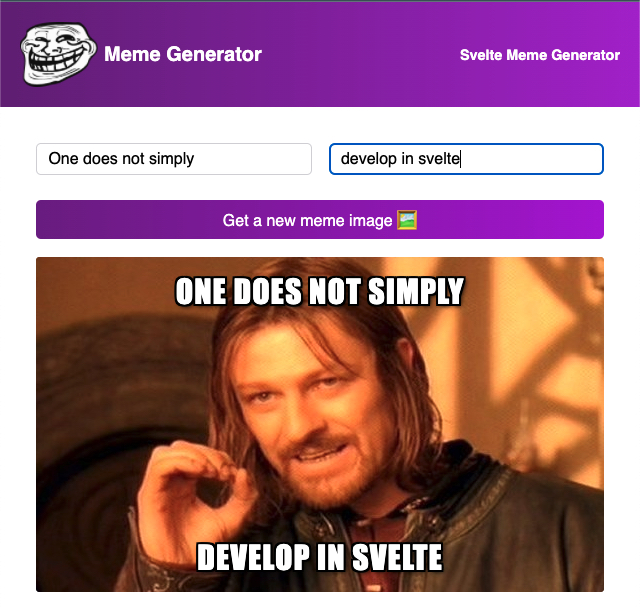 Meme Generator
Svelte Meme Generator
One does not simply
develop in svelte
Get a new meme image 🖼️
ONE DOES NOT SIMPLY
DEVELOP IN SVELTE